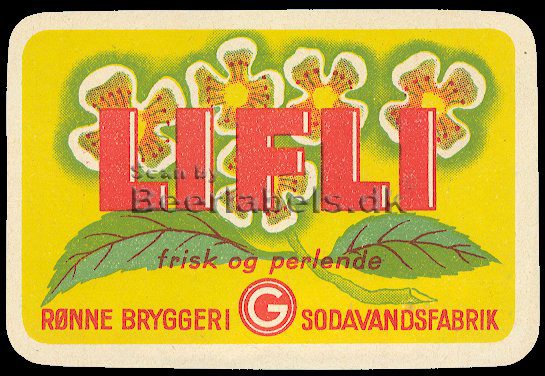 LIFLI
Scan by
Beerlabels.dk
frisk og perlende
RØNNE BRYGGERI G SODAVANDSFABRIK